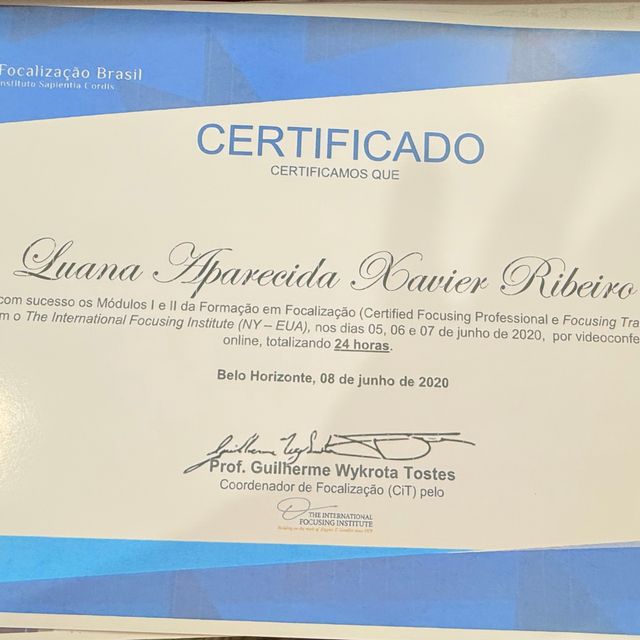 Focalização Brasil
Instituto Sapientia Cordis
CERTIFICADO
CERTIFICAMOS QUE
Luana Aparecida Xavier Ribeiro
com sucesso os Módulos I e II da Formação em Focalização (Certified Focusing Professional e Focusing Tra
m o The International Focusing Institute (NY – EUA), nos dias 05, 06 e 07 de junho de 2020, por videoconfe
online, totalizando 24 horas.
Belo Horizonte, 08 de junho de 2020
Prof. Guilherme Wykrota Tostes
Coordenador de Focalização (CiT) pelo
THE INTERNATIONAL
FOCUSING INSTITUTE